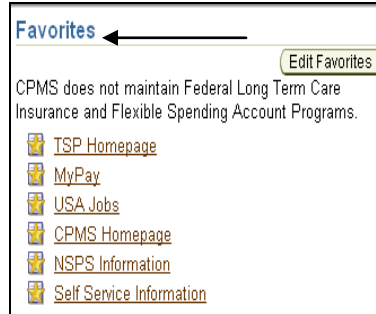 Favorites
Edit Favorites
CPMS does not maintain Federal Long Term Care
Insurance and Flexible Spending Account Programs.
TSP Homepage
MyPay
USA Jobs
CPMS Homepage
NSPS Information
Self Service Information